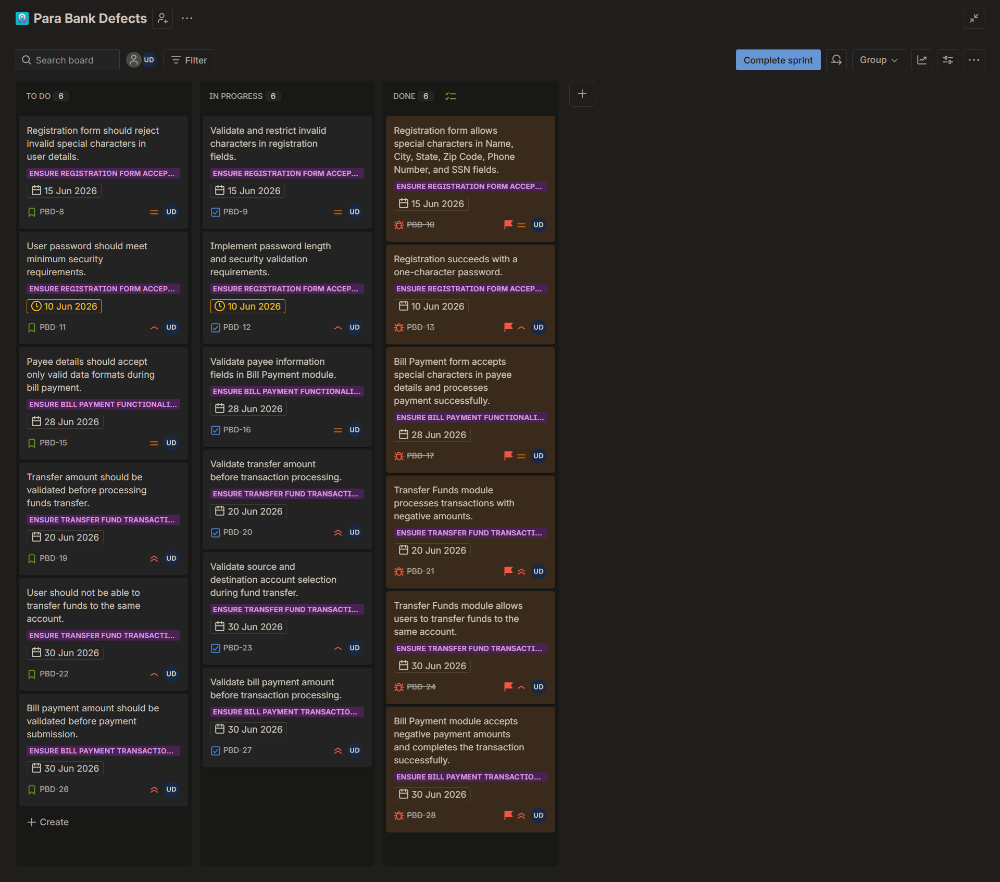 Para Bank Defects
Search board
UD
Filter
Complete sprint
Group
TO DO 6
Registration form should reject
invalid special characters in
user details.
ENSURE REGISTRATION FORM ACCEP...
15 Jun 2026
PBD-8
UD
User password should meet
minimum security
requirements.
ENSURE REGISTRATION FORM ACCEP...
10 Jun 2026
PBD-11
UD
Payee details should accept
only valid data formats during
bill payment.
ENSURE BILL PAYMENT FUNCTIONALI...
28 Jun 2026
PBD-15
UD
Transfer amount should be
validated before processing
funds transfer.
ENSURE TRANSFER FUND TRANSACTI...
20 Jun 2026
PBD-19
UD
User should not be able to
transfer funds to the same
account.
ENSURE TRANSFER FUND TRANSACTI...
30 Jun 2026
PBD-22
UD
Bill payment amount should be
validated before payment
submission.
ENSURE BILL PAYMENT TRANSACTIO...
30 Jun 2026
PBD-26
UD
Create
IN PROGRESS 6
Validate and restrict invalid
characters in registration
fields.
ENSURE REGISTRATION FORM ACCEP...
15 Jun 2026
PBD-9
UD
Implement password length
and security validation
requirements.
ENSURE REGISTRATION FORM ACCEP...
10 Jun 2026
PBD-12
UD
Validate payee information
fields in Bill Payment module.
ENSURE BILL PAYMENT FUNCTIONALI...
28 Jun 2026
PBD-16
UD
Validate transfer amount
before transaction processing.
ENSURE TRANSFER FUND TRANSACTI...
20 Jun 2026
PBD-20
UD
Validate source and
destination account selection
during fund transfer.
ENSURE TRANSFER FUND TRANSACTI...
30 Jun 2026
PBD-23
UD
Validate bill payment amount
before transaction processing.
ENSURE BILL PAYMENT TRANSACTIO...
30 Jun 2026
PBD-27
UD
DONE 6
Registration form allows
special characters in Name,
City, State, Zip Code, Phone
Number, and SSN fields.
ENSURE REGISTRATION FORM ACCEP...
15 Jun 2026
PBD-10
UD
Registration succeeds with a
one-character password.
ENSURE REGISTRATION FORM ACCEP...
10 Jun 2026
PBD-13
UD
Bill Payment form accepts
special characters in payee
details and processes
payment successfully.
ENSURE BILL PAYMENT FUNCTIONALI...
28 Jun 2026
PBD-17
UD
Transfer Funds module
processes transactions with
negative amounts.
ENSURE TRANSFER FUND TRANSACTI...
20 Jun 2026
PBD-21
UD
Transfer Funds module allows
users to transfer funds to the
same account.
ENSURE TRANSFER FUND TRANSACTI...
30 Jun 2026
PBD-24
UD
Bill Payment module accepts
negative payment amounts
and completes the transaction
successfully.
ENSURE BILL PAYMENT TRANSACTIO...
30 Jun 2026
PBD-28
UD